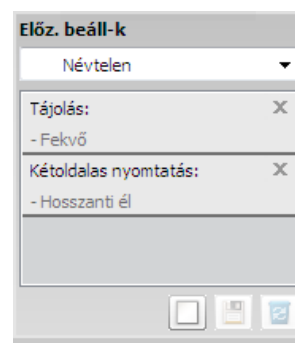 Előz. beáll-k
Névtelen
Tájolás:
- Fekvő
Kétoldalas nyomtatás:
- Hosszanti él